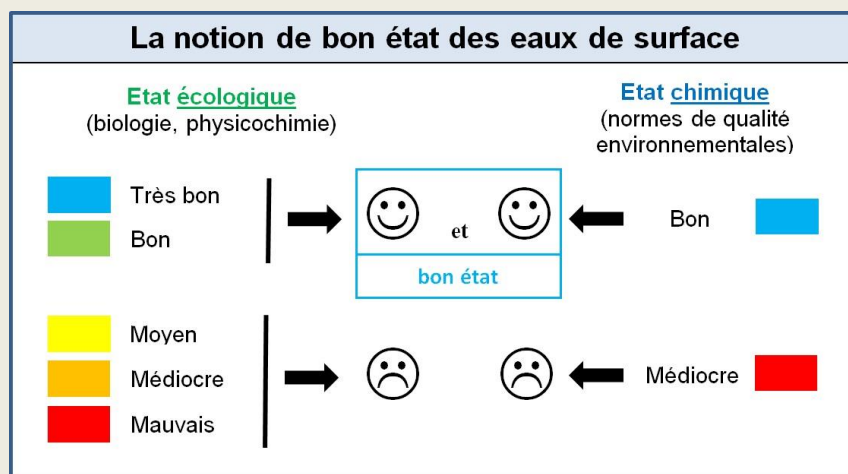 La notion de bon état des eaux de surface
Etat écologique
(biologie, physicochimie)
Etat chimique
(normes de qualité
environnementales)
Très bon
Bon
et
bon état
Bon
Moyen
Médiocre
Mauvais
Médiocre